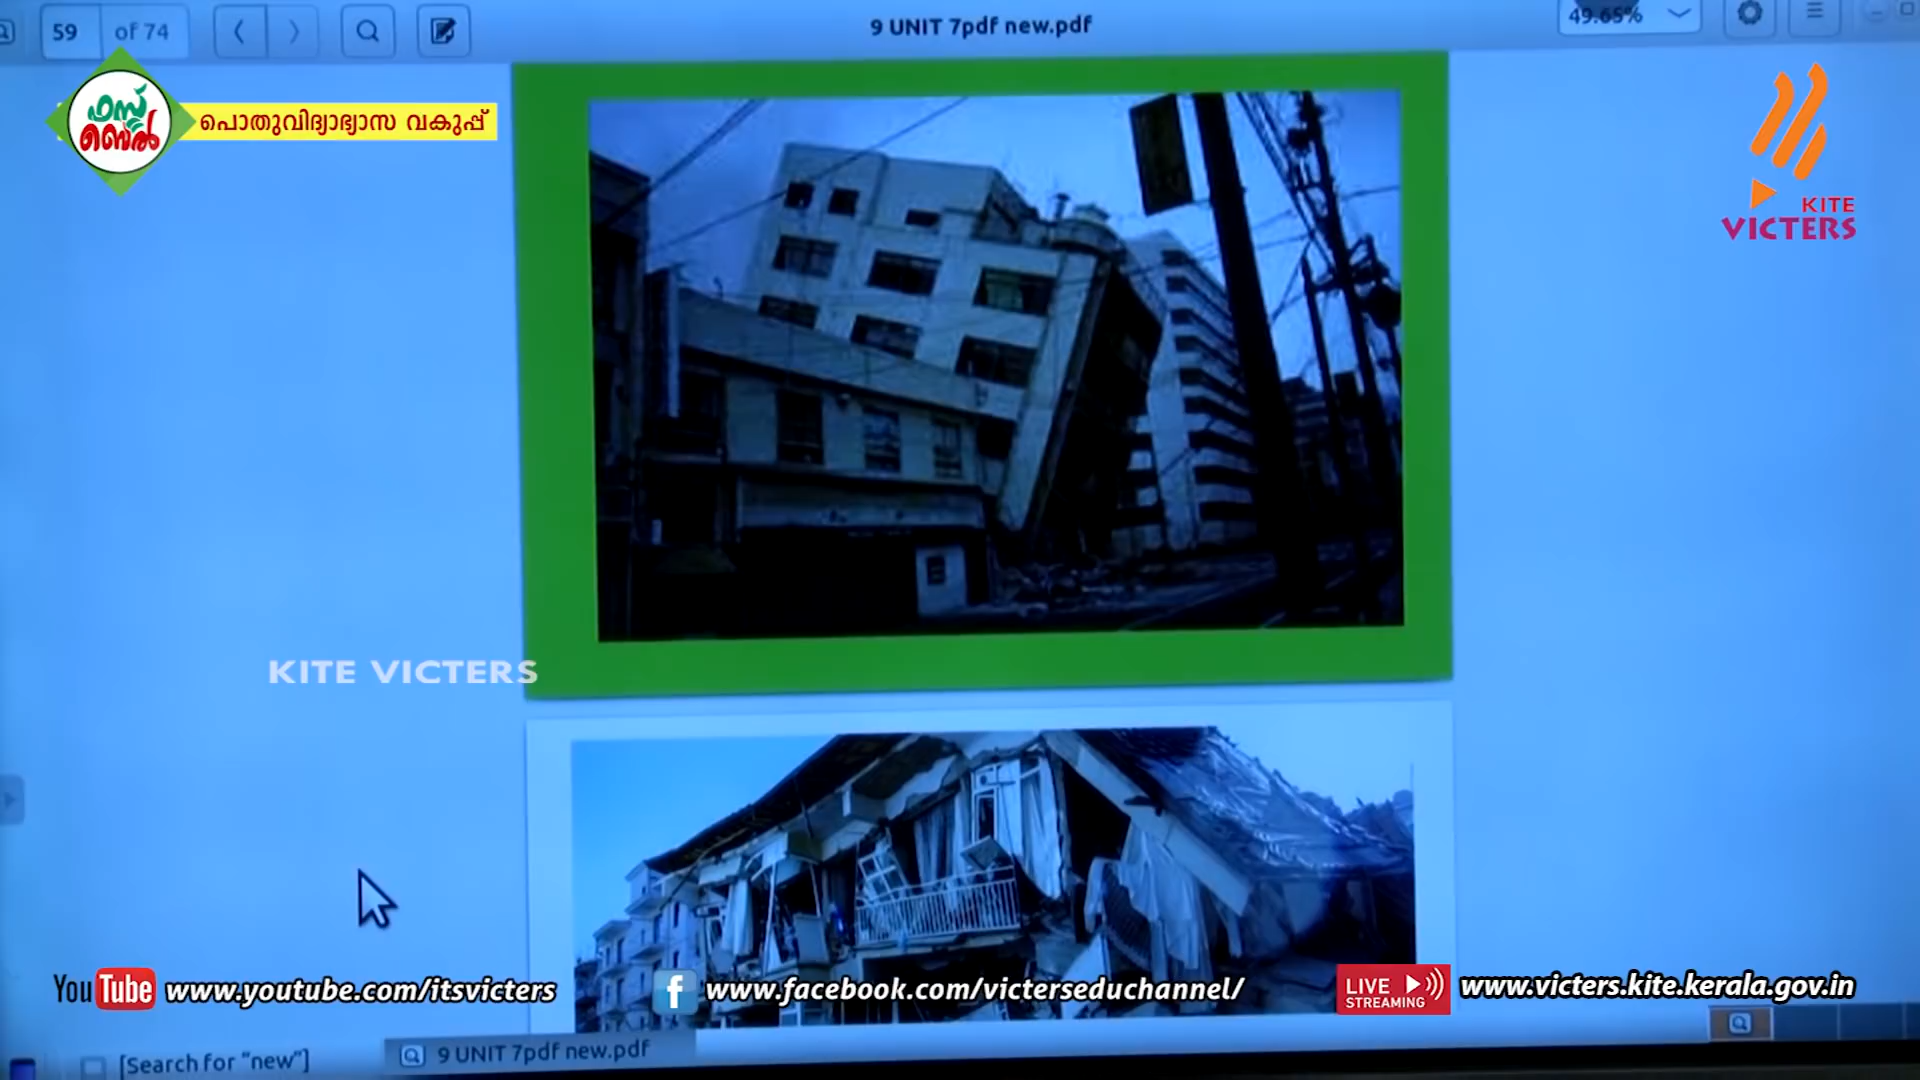 59 of 74
9 UNIT 7pdf new.pdf
49.65%
ഫസ്റ്റ്
ബെൽ
പൊതുവിദ്യാഭ്യാസ വകുപ്പ്
KITE
VICTERS
KITE VICTERS
YouTube www.youtube.com/itsvicters
f www.facebook.com/victerseduchannel/
LIVE
STREAMING
www.victers.kite.kerala.gov.in
[Search for "new"]
9 UNIT 7pdf new.pdf